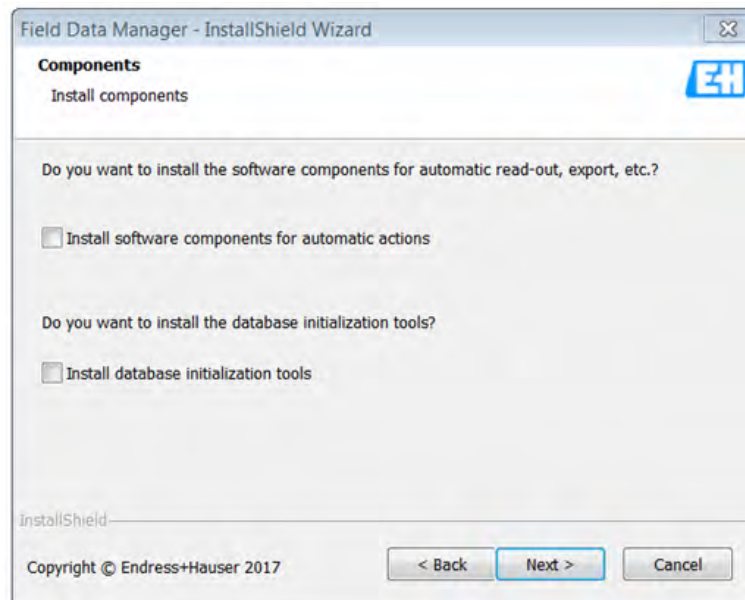 Field Data Manager - InstallShield Wizard
Components
Install components
EH
Do you want to install the software components for automatic read-out, export, etc.?
Install software components for automatic actions
Do you want to install the database initialization tools?
Install database initialization tools
InstallShield
Copyright © Endress+Hauser 2017
< Back
Next >
Cancel